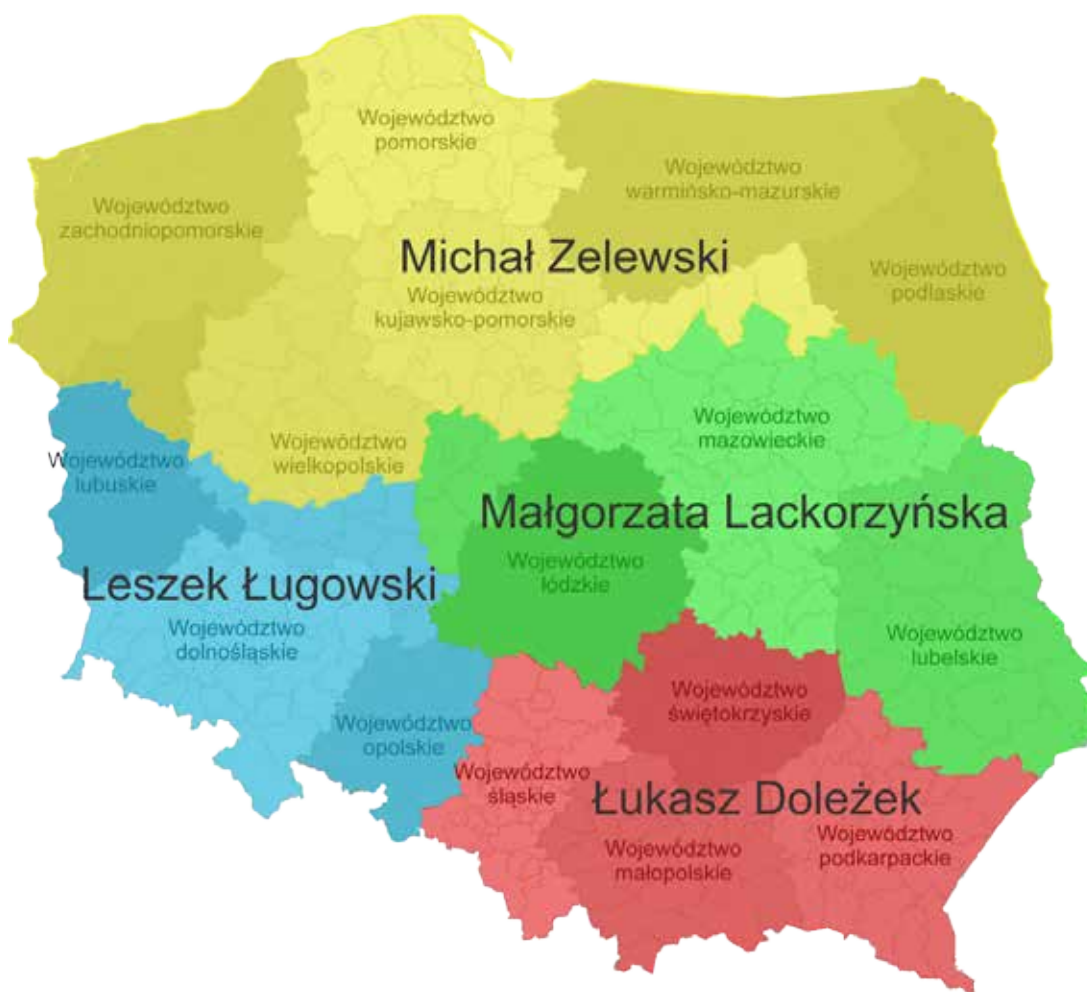 Województwo
pomorskie
Województwo
warmińsko-mazurskie
Województwo
zachodniopomorskie
Michał Zelewski
Województwo
podlaskie
Województwo
kujawsko-pomorskie
Województwo
mazowieckie
Województwo
wielkopolskie
Województwo
lubuskie
Małgorzata Lackorzyńska
Województwo
łódzkie
Leszek Ługowski
Województwo
dolnośląskie
Województwo
lubelskie
Województwo
świętokrzyskie
Województwo
opolskie
Województwo
śląskie
Łukasz Doleżek
Województwo
podkarpackie
Województwo
małopolskie